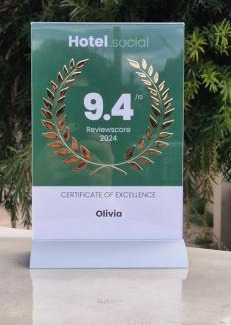 Hotel.social
9.4 /10
Reviewscore
2024
CERTIFICATE OF EXCELLENCE
Olivia